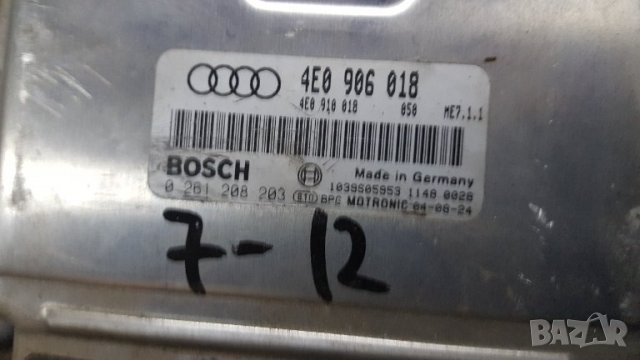 4E0 906 018
4E0 910 018 050 ME7.1.1
BOSCH Made in Germany
0 261 208 203 1039S05953 1148 0028
BPG MOTRONIC 04-08-24
7-12
BAZAR